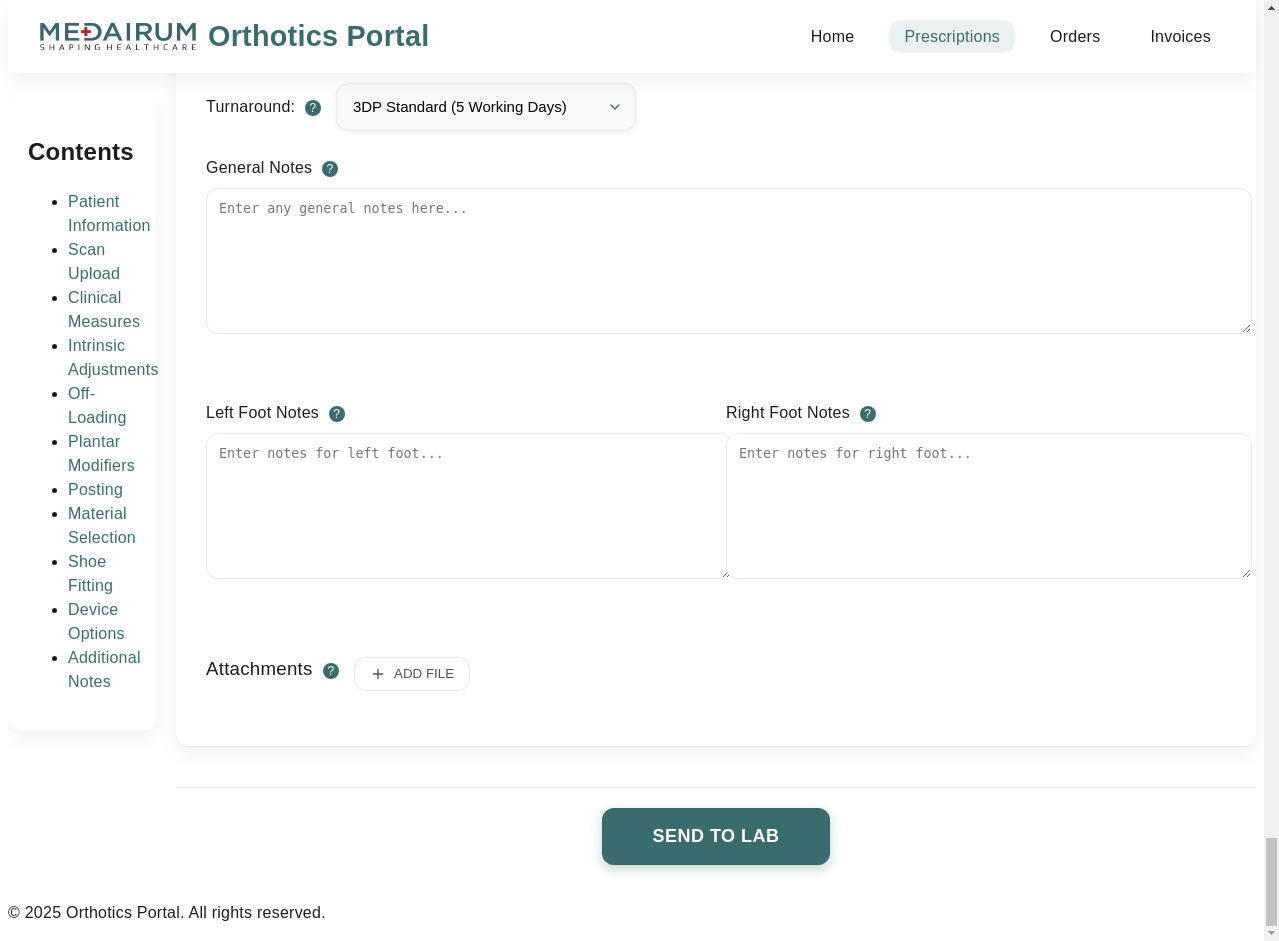 MEDAIRUM
SHAPING HEALTHCARE
Orthotics Portal
Home
Prescriptions
Orders
Invoices
Contents
Patient
Information
Scan
Upload
Clinical
Measures
Intrinsic
Adjustments
Off-
Loading
Plantar
Modifiers
Posting
Material
Selection
Shoe
Fitting
Device
Options
Additional
Notes
Turnaround: ?
3DP Standard (5 Working Days)
General Notes ?
Enter any general notes here...
Left Foot Notes ?
Enter notes for left foot...
Right Foot Notes ?
Enter notes for right foot...
Attachments ?
+ ADD FILE
SEND TO LAB
© 2025 Orthotics Portal. All rights reserved.